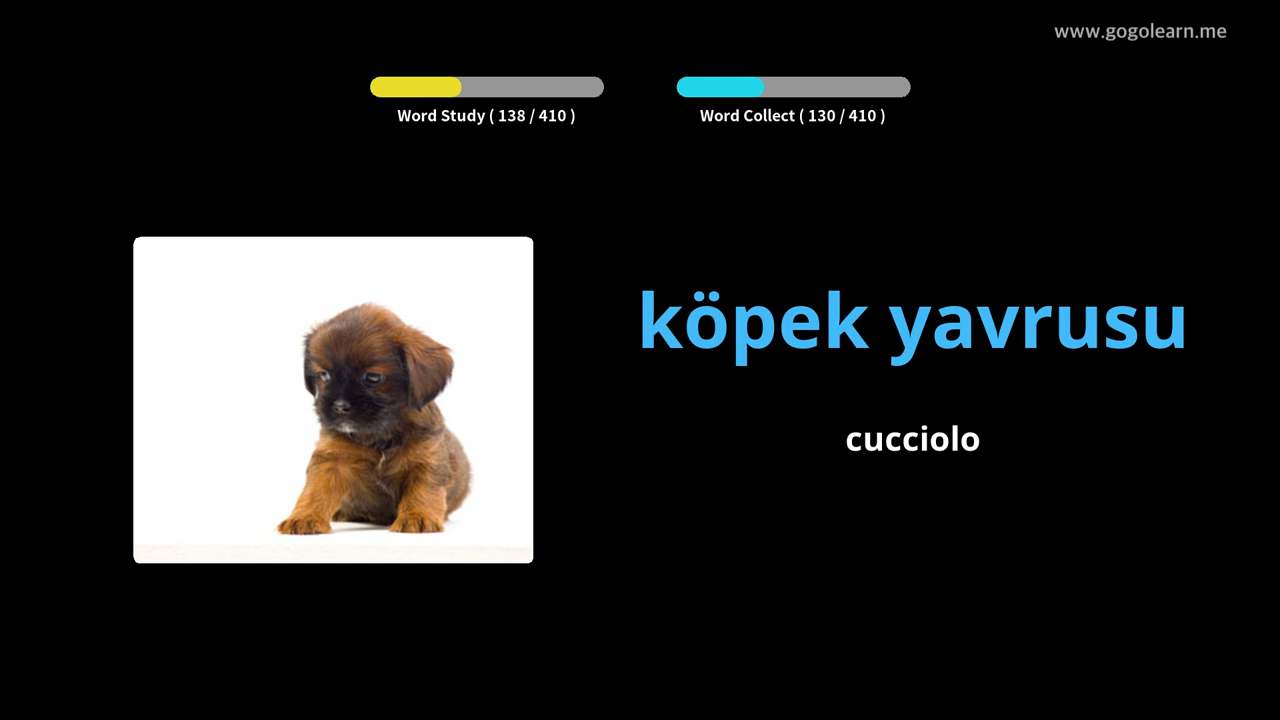 www.gogolearn.me
Word Study ( 138 / 410 )
Word Collect ( 130 / 410 )
köpek yavrusu
cucciolo